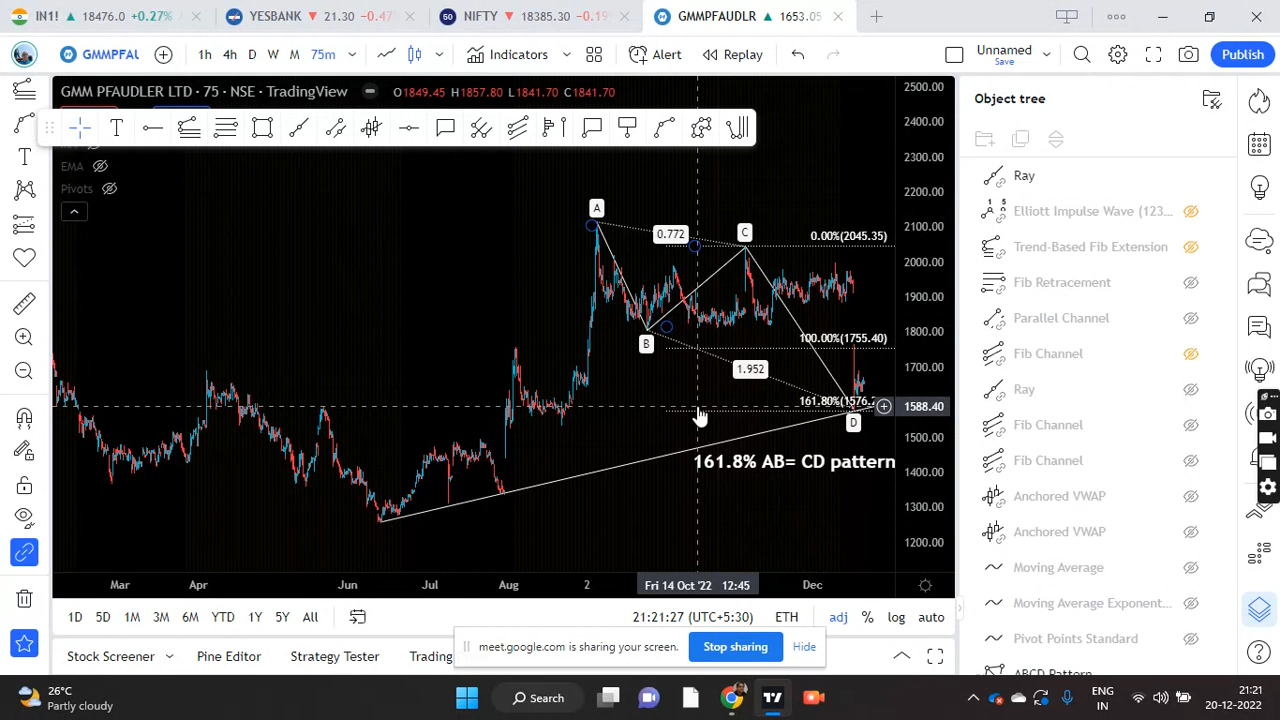 IN1! 18476.0 +0.27%
YESBANK 21.30 −0.47%
50 NIFTY 18385.30 −0.19%
GMMPFAUDLR 1653.05
GMMPFAU
1h 4h D W M 75m
Indicators
Alert
Replay
Unnamed
Save
Publish
GMM PFAUDLER LTD · 75 · NSE · TradingView
O1849.45 H1857.80 L1841.70 C1841.70
EMA
Pivots
A
0.772
C
B
1.952
D
0.00%(2045.35)
100.00%(1755.40)
161.80%(1576.2
161.8% AB= CD pattern
2500.00
2400.00
2300.00
2200.00
2100.00
2000.00
1900.00
1800.00
1700.00
1588.40
1500.00
1400.00
1300.00
1200.00
Mar Apr Jun Jul Aug 2 Fri 14 Oct '22 12:45 Dec
1D 5D 1M 3M 6M YTD 1Y 5Y All
21:21:27 (UTC+5:30) ETH adj % log auto
Stock Screener
Pine Editor
Strategy Tester
Trading
meet.google.com is sharing your screen.
Stop sharing
Hide
Object tree
Ray
Elliott Impulse Wave (123...
Trend-Based Fib Extension
Fib Retracement
Parallel Channel
Fib Channel
Ray
Fib Channel
Fib Channel
Anchored VWAP
Anchored VWAP
Moving Average
Moving Average Exponent...
Pivot Points Standard
ABCD Pattern
26°C
Partly cloudy
Search
ENG
IN
21:21
20-12-2022